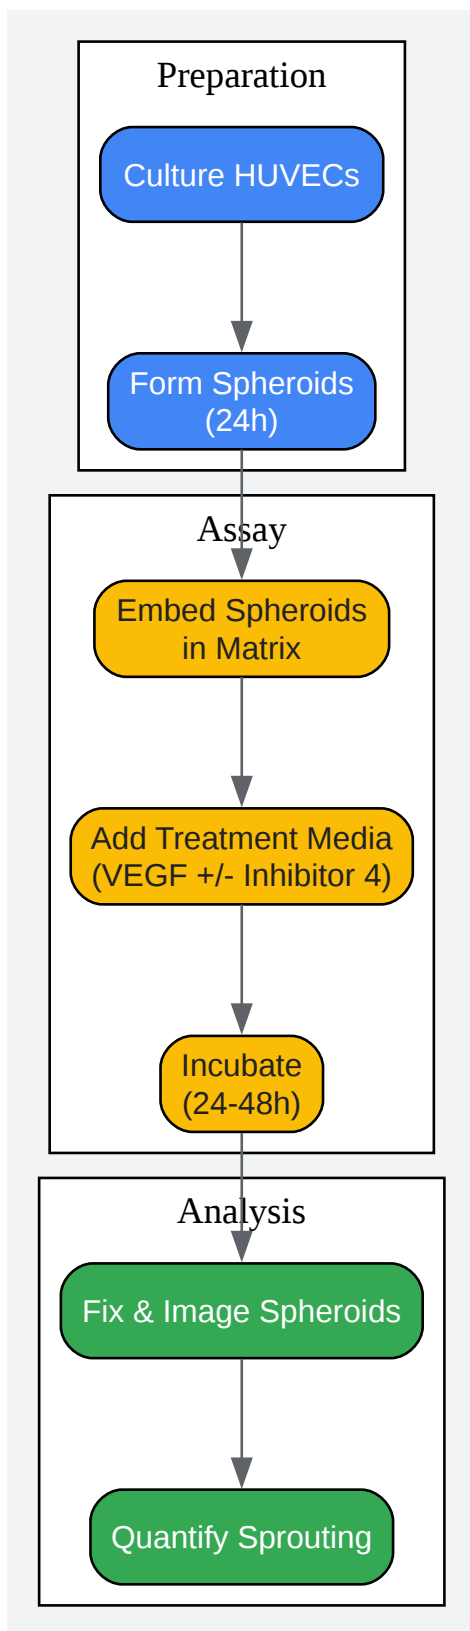 Preparation
Culture HUVECs
Form Spheroids
(24h)
Assay
Embed Spheroids
in Matrix
Add Treatment Media
(VEGF +/- Inhibitor 4)
Incubate
(24-48h)
Analysis
Fix & Image Spheroids
Quantify Sprouting